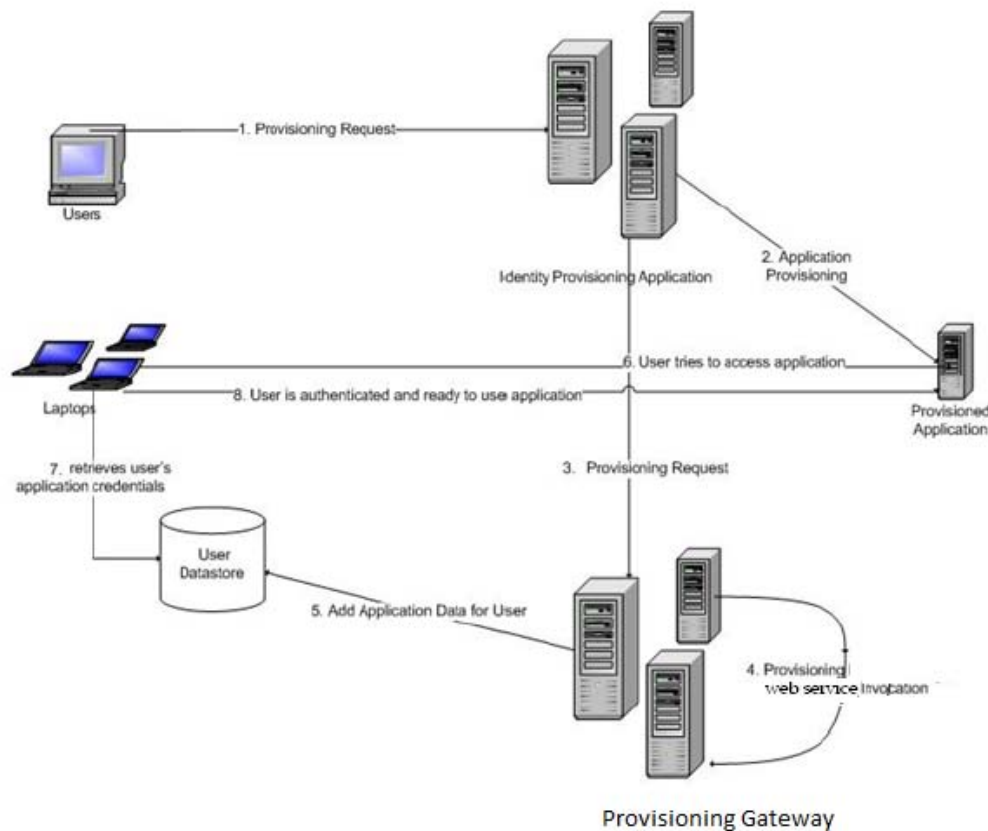 1. Provisioning Request
Users
Identity Provisioning Application
2. Application
Provisioning
6. User tries to access application
Laptops
8. User is authenticated and ready to use application
Provisioned
Application
7. retrieves user's
application credentials
3. Provisioning Request
User
Datastore
5. Add Application Data for User
4. Provisioning
web service Invocation
Provisioning Gateway